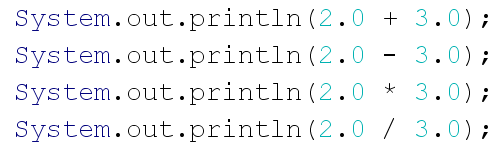 System.out.println(2.0 + 3.0);
System.out.println(2.0 - 3.0);
System.out.println(2.0 * 3.0);
System.out.println(2.0 / 3.0);